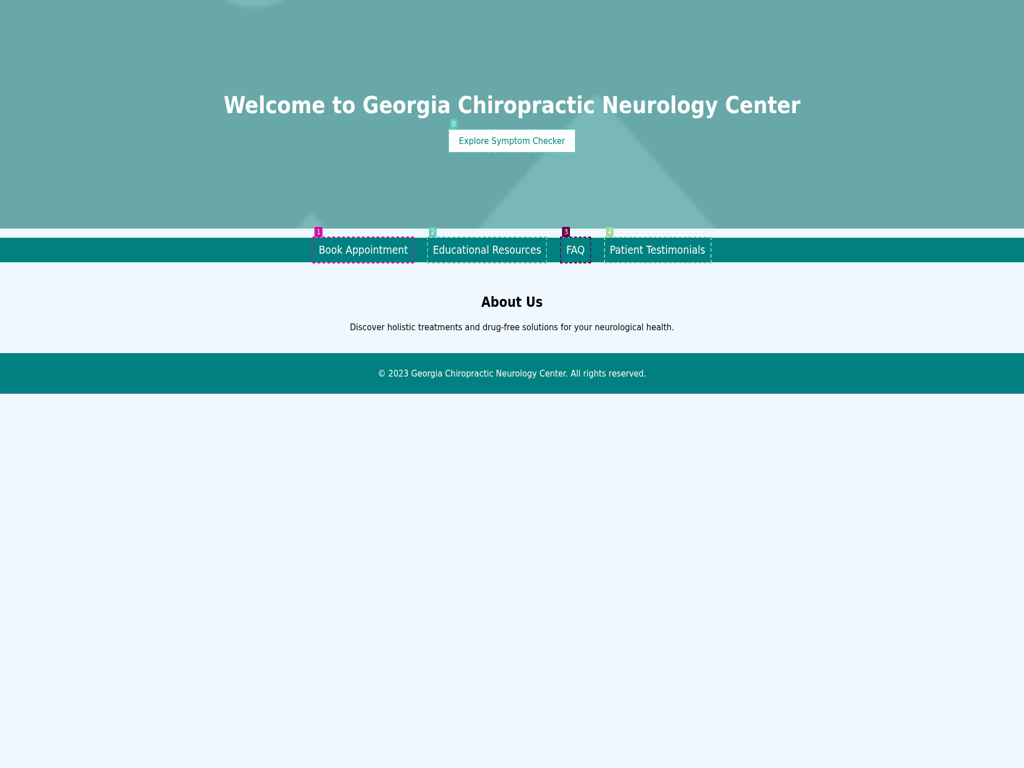 Welcome to Georgia Chiropractic Neurology Center
0
Explore Symptom Checker
1 2 3 4
Book Appointment Educational Resources FAQ Patient Testimonials
About Us
Discover holistic treatments and drug-free solutions for your neurological health.
© 2023 Georgia Chiropractic Neurology Center. All rights reserved.